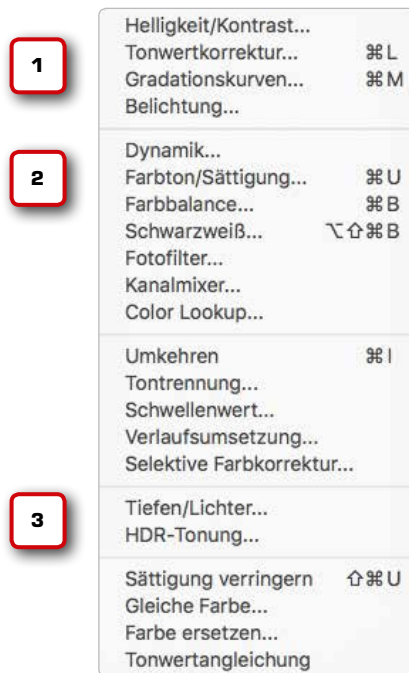 Helligkeit/Kontrast...
1 Tonwertkorrektur... ⌘L
Gradationskurven... ⌘M
Belichtung...
Dynamik...
2 Farbton/Sättigung... ⌘U
Farbbalance... ⌘B
Schwarzweiß... ⌥⇧⌘B
Fotofilter...
Kanalmixer...
Color Lookup...
Umkehren ⌘I
Tontrennung...
Schwellenwert...
Verlaufsumsetzung...
Selektive Farbkorrektur...
3 Tiefen/Lichter...
HDR-Tonung...
Sättigung verringern ⇧⌘U
Gleiche Farbe...
Farbe ersetzen...
Tonwertangleichung